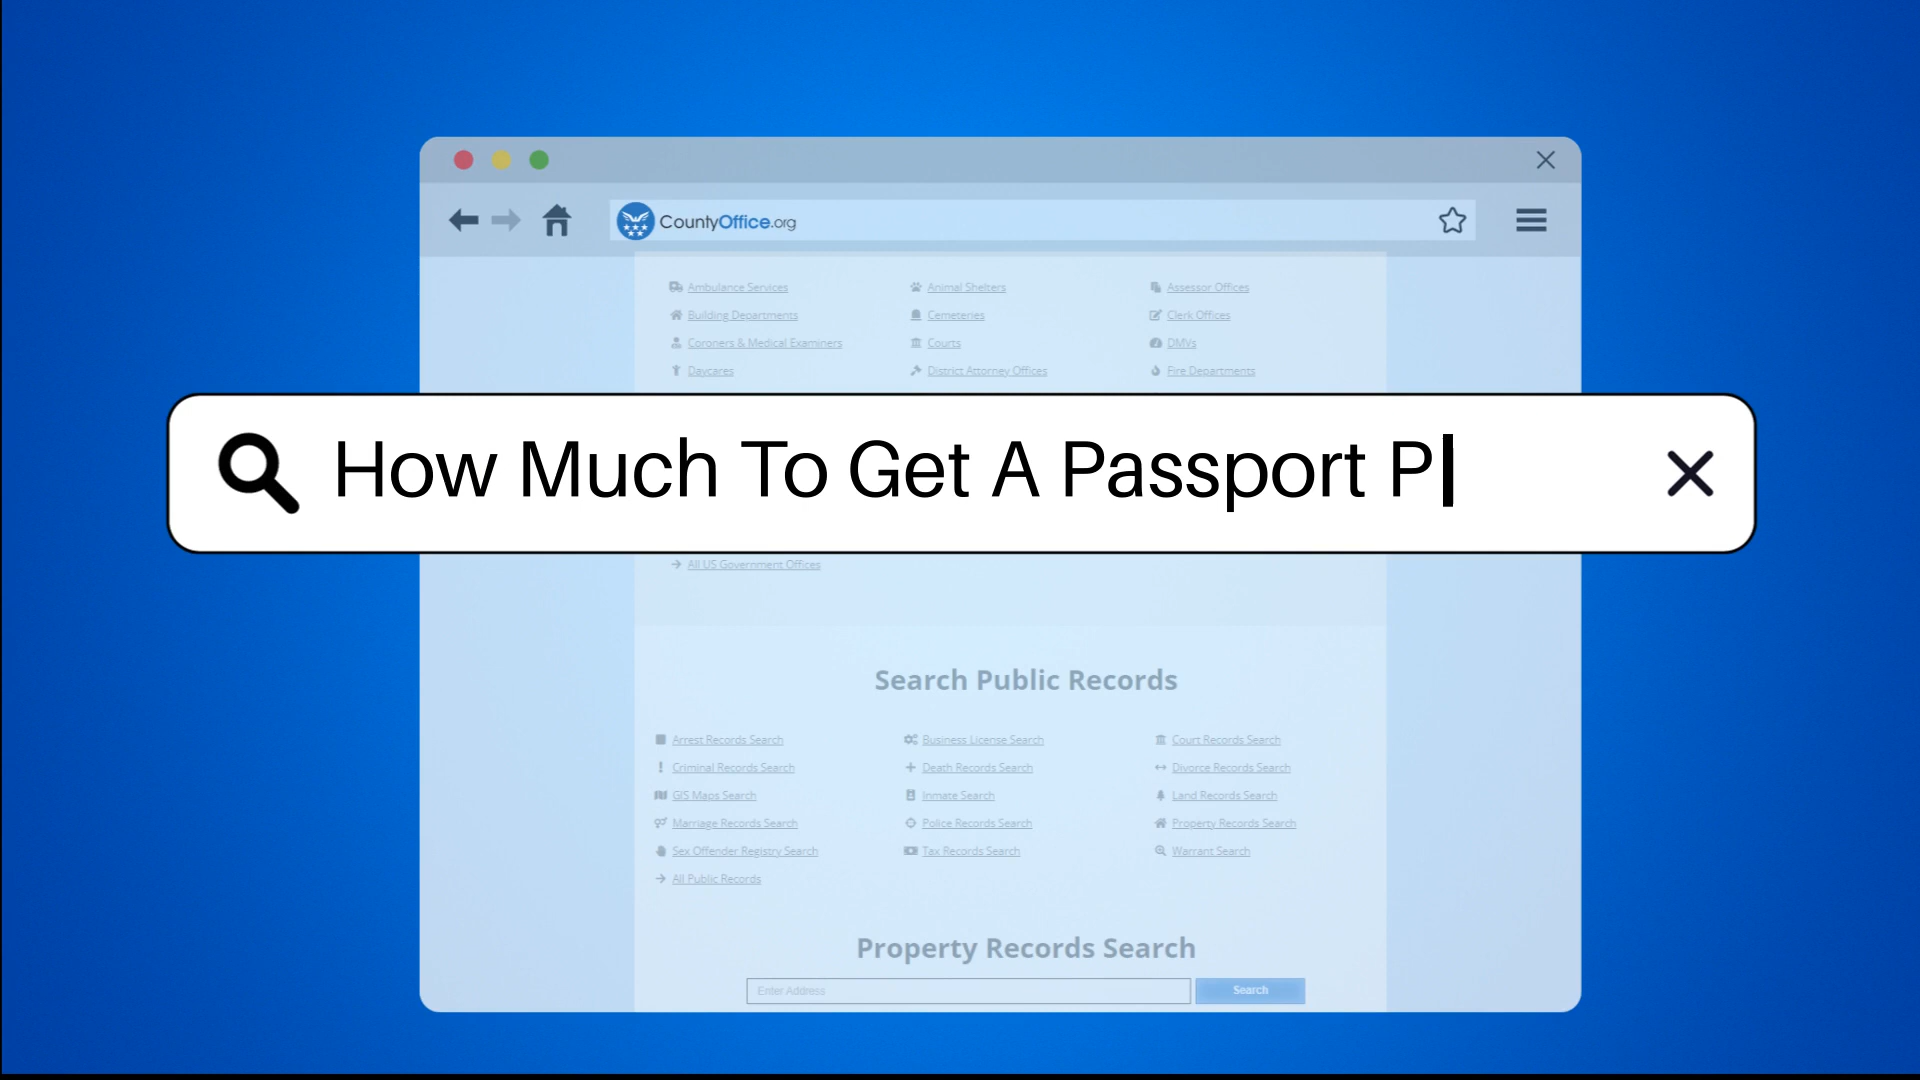 CountyOffice.org
Ambulance Services Animal Shelters Assessor Offices
Building Departments Cemeteries Clerk Offices
Coroners & Medical Examiners Courts DMVs
Daycares District Attorney Offices Fire Departments
How Much To Get A Passport P
All US Government Offices
Search Public Records
Arrest Records Search Business License Search Court Records Search
Criminal Records Search Death Records Search Divorce Records Search
GIS Maps Search Inmate Search Land Records Search
Marriage Records Search Police Records Search Property Records Search
Sex Offender Registry Search Tax Records Search Warrant Search
All Public Records
Property Records Search
Enter Address Search